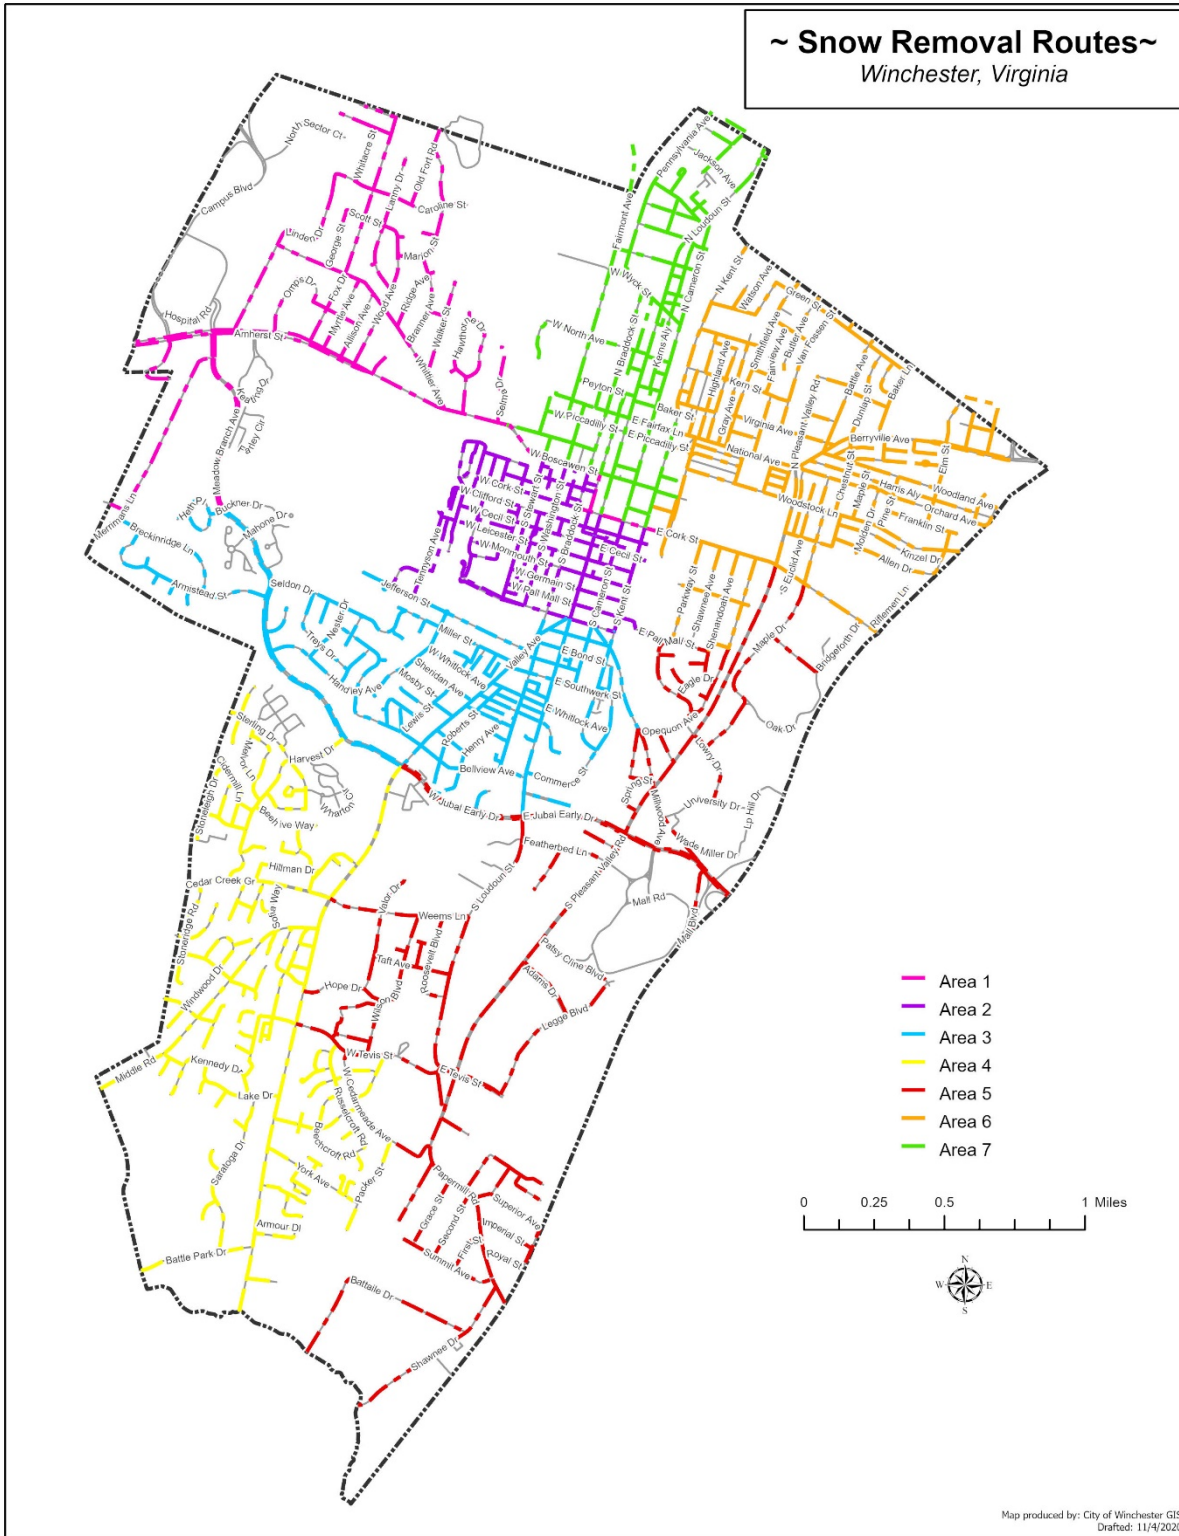 ~ Snow Removal Routes~
Winchester, Virginia
North Sector Ct
Whitacre St
Campus Blvd
Lanny Dr
Old Fort Rd
Caroline St
Scott St
Linden Dr
George St
Marion St
Omps Dr
Fox Dr
Myrtle Ave
Allison Ave
Wood Ave
Ridge Ave
Branner Ave
Walker St
Whittier Ave
Hospital Rd
Amherst St
Meadow Branch Ave
Merrimans Ln
Pennsylvania Ave
Jackson Ave
Fairmont Ave
N Loudoun St
W Wyck St
N Cameron St
W North Ave
N Braddock St
Kerns Aly
Peyton St
Baker St
W Piccadilly St
E Fairfax Ln
E Piccadilly St
W Boscawen St
N Kent St
Watson Ave
Green St
Smithfield Ave
Fairview Ave
Butler Ave
Van Fossen St
Highland Ave
Kern St
Gray Ave
Virginia Ave
N Pleasant Valley Rd
Battle Ave
Dunlap St
Baker Ln
Berryville Ave
National Ave
Elm St
Chestnut St
Maple St
Harris Aly
Woodland Ave
Orchard Ave
Woodstock Ln
Molden Dr
Pine St
Franklin St
Kinzel Dr
Allen Dr
E Cork St
S Euclid Ave
Riflemen Ln
Parkway St
Shawnee Ave
Shenandoah Ave
W Cork St
W Clifford St
W Cecil St
W Leicester St
W Monmouth St
W Germain St
W Pall Mall St
S Stewart St
S Washington St
S Braddock St
E Cecil St
S Cameron St
S Kent St
Tennyson Ave
E Pall Mall St
Buckner Dr
Mahone Dr
Breckinridge Ln
Armistead St
Seldon Dr
Jefferson St
Nester Dr
Treys Dr
Miller St
Handley Ave
W Whitlock Ave
Sheridan Ave
Mosby St
Lewis St
Roberts St
Henry Ave
Valley Ave
E Bond St
E Southwerk St
E Whitlock Ave
Bellview Ave
Commerce St
Maple Dr
Bridgeforth Dr
Eagle Dr
Oak Dr
Opequon Ave
Lowry Dr
Spring St
Millwood Ave
University Dr
Lp Hill Dr
Wade Miller Dr
W Jubal Early Dr
E Jubal Early Dr
Featherbed Ln
S Pleasant Valley Rd
Mall Rd
Mall Blvd
Sterling Dr
Harvest Dr
Cidermill Ln
Stoneleigh Dr
Wharton Cir
Beehive Way
Hillman Dr
Cedar Creek Gr
Valor Dr
Weems Ln
S Loudoun St
Stoneridge Rd
Windwood Dr
Taft Ave
Roosevelt Blvd
Wilson Blvd
Hope Dr
Patsy Cline Blvd
Adams Dr
Legge Blvd
W Tevis St
E Tevis St
Middle Rd
Kennedy Dr
Lake Dr
W Cedarmeade Ave
Russelcroft Rd
Beechcroft Rd
Saratoga Dr
York Ave
Packer St
Papermill Rd
Grace St
Second St
First St
Superior Ave
Imperial St
Royal St
Summit Ave
Armour Dl
Battle Park Dr
Battaile Dr
Shawnee Dr
Area 1
Area 2
Area 3
Area 4
Area 5
Area 6
Area 7
0 0.25 0.5 1 Miles
N
W E
S
Map produced by: City of Winchester GIS
Drafted: 11/4/2020